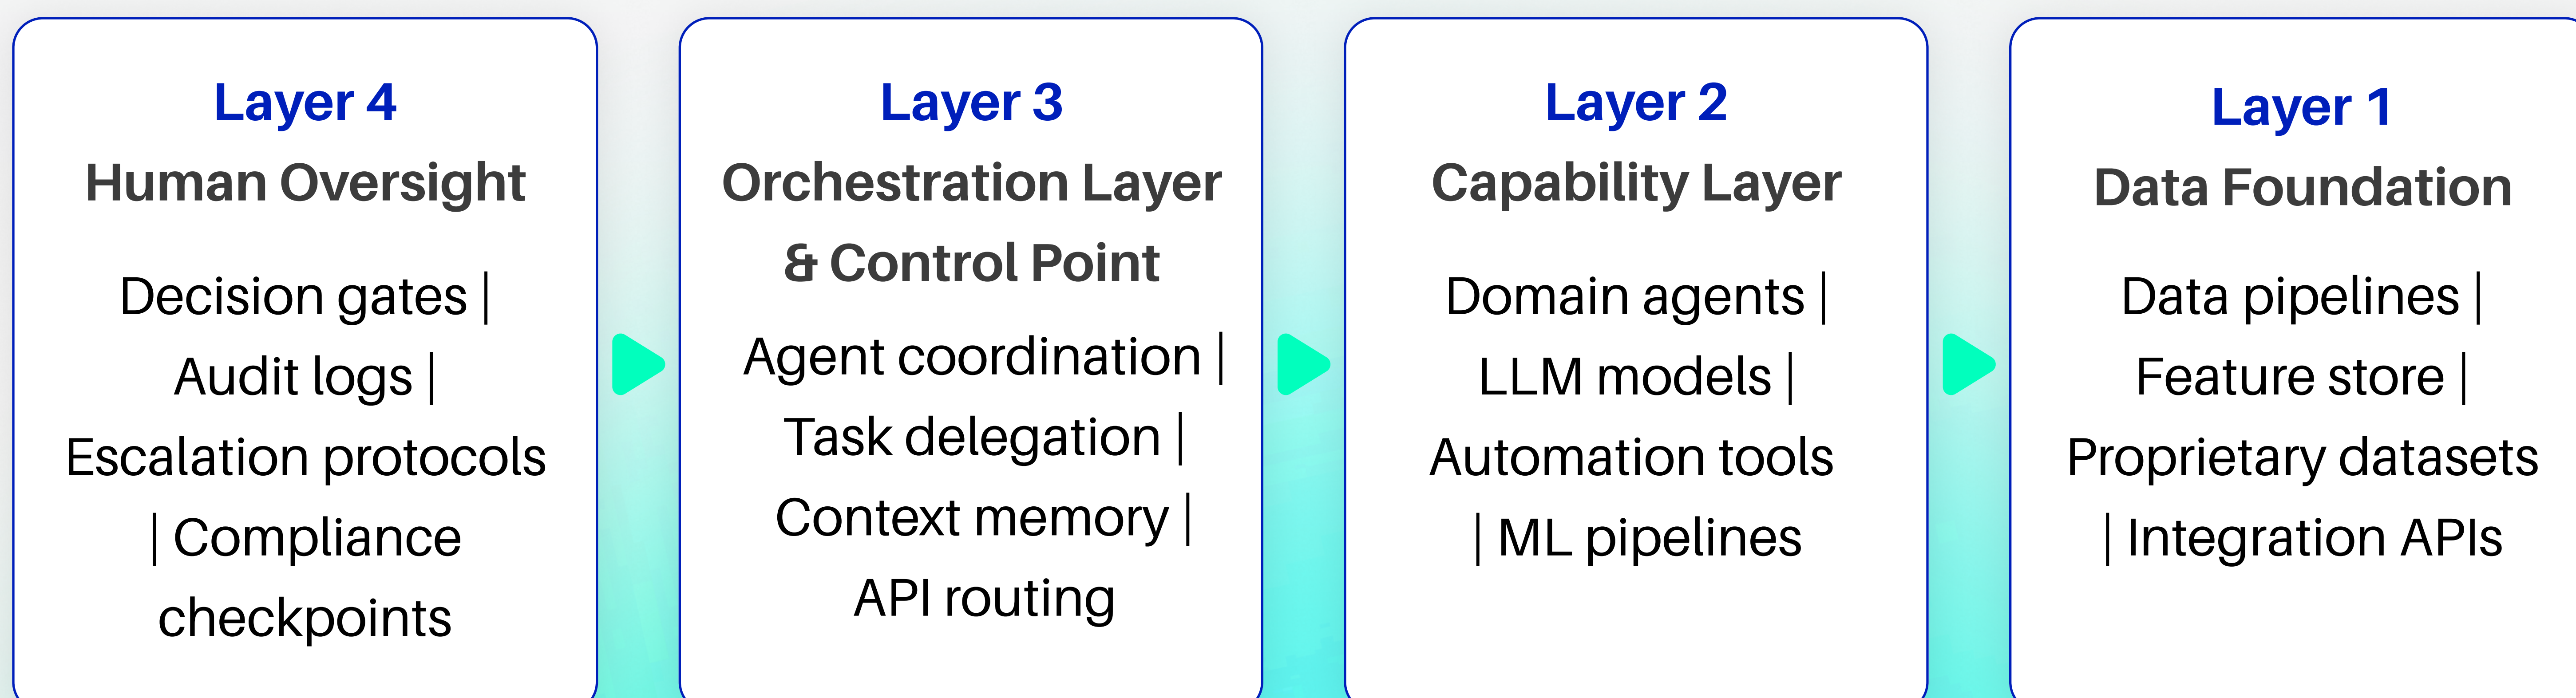 Layer 4
Human Oversight
Decision gates |
Audit logs |
Escalation protocols
| Compliance
checkpoints
Layer 3
Orchestration Layer
& Control Point
Agent coordination |
Task delegation |
Context memory |
API routing
Layer 2
Capability Layer
Domain agents |
LLM models |
Automation tools
| ML pipelines
Layer 1
Data Foundation
Data pipelines |
Feature store |
Proprietary datasets
| Integration APIs